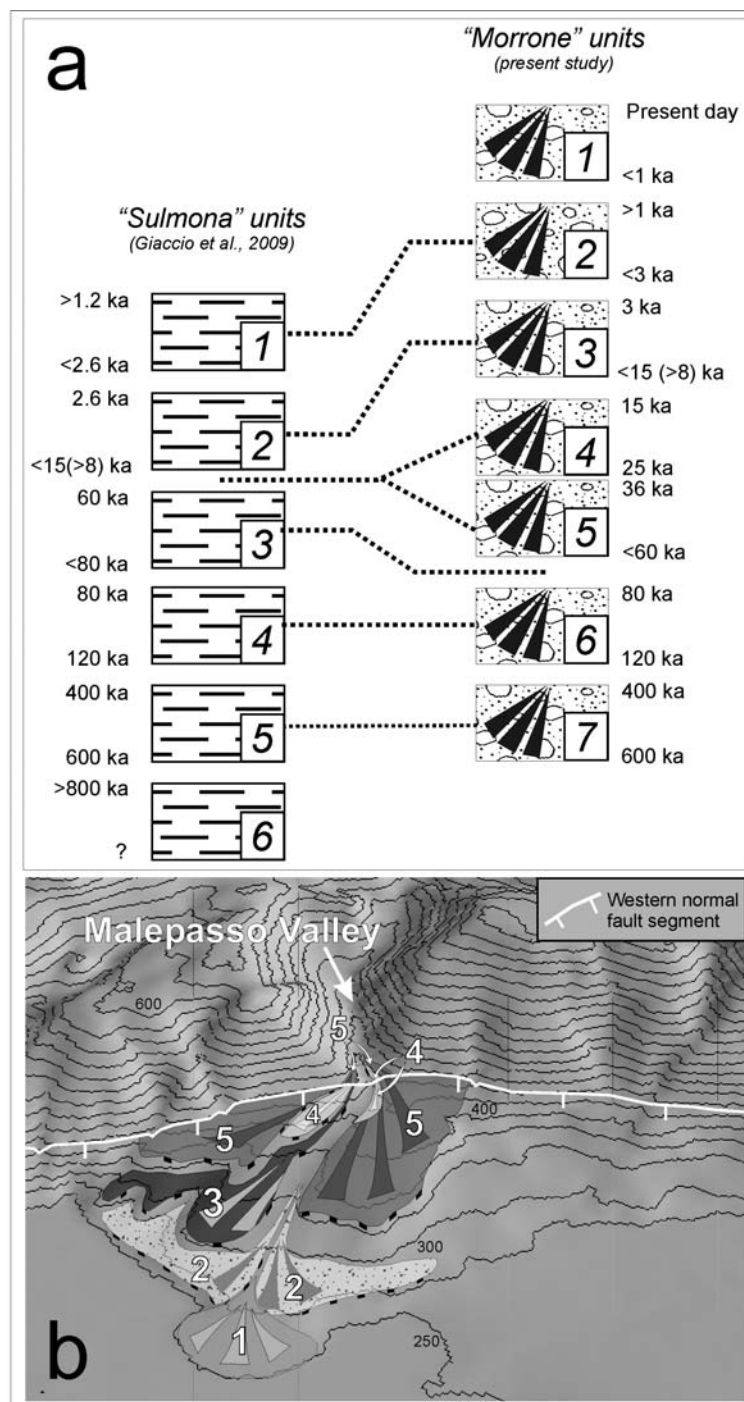 a
"Morrone" units
(present study)
Present day
1
<1 ka
>1 ka
2
<3 ka
3 ka
3
<15 (>8) ka
15 ka
4
25 ka
36 ka
5
<60 ka
80 ka
6
120 ka
400 ka
7
600 ka
"Sulmona" units
(Giaccio et al., 2009)
>1.2 ka
1
<2.6 ka
2.6 ka
2
<15(>8) ka
60 ka
3
<80 ka
80 ka
4
120 ka
400 ka
5
600 ka
>800 ka
6
?
Western normal
fault segment
Malepasso Valley
600
5
4
400
4
5
5
3
300
2
2
1
250
b